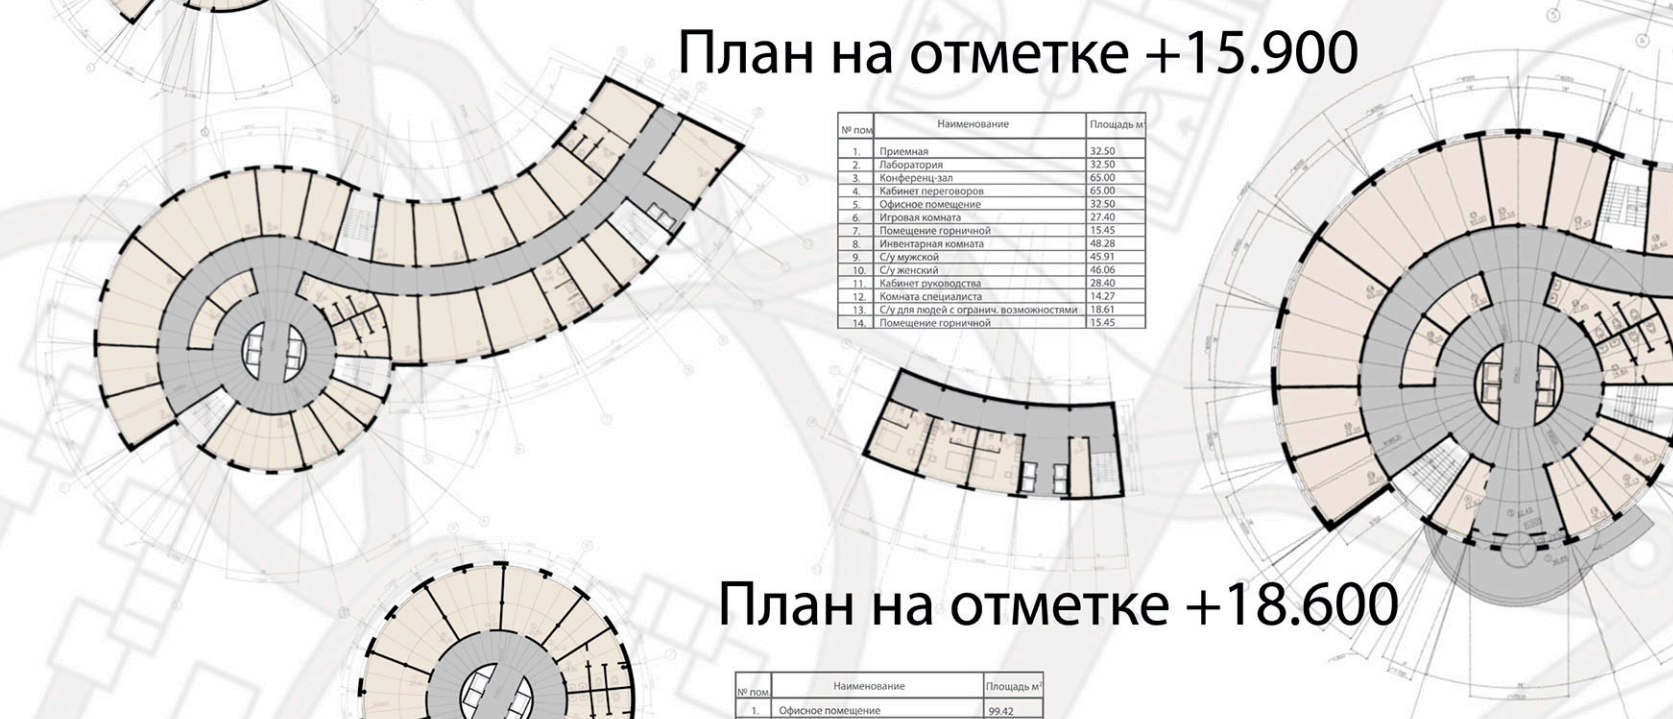 План на отметке +15.900
№ пом Наименование Площадь м²
1. Приемная 32.50
2. Лаборатория 32.50
3. Конференц-зал 65.00
4. Кабинет переговоров 65.00
5. Офисное помещение 32.50
6. Игровая комната 27.40
7. Помещение горничной 15.45
8. Инвентарная комната 48.28
9. С/у мужской 45.91
10. С/у женский 46.06
11. Кабинет руководства 28.40
12. Комната специалиста 14.27
13. С/у для людей с огранич. возможностями 18.61
14. Помещение горничной 15.45
План на отметке +18.600
№ пом. Наименование Площадь м²
1. Офисное помещение 99.42